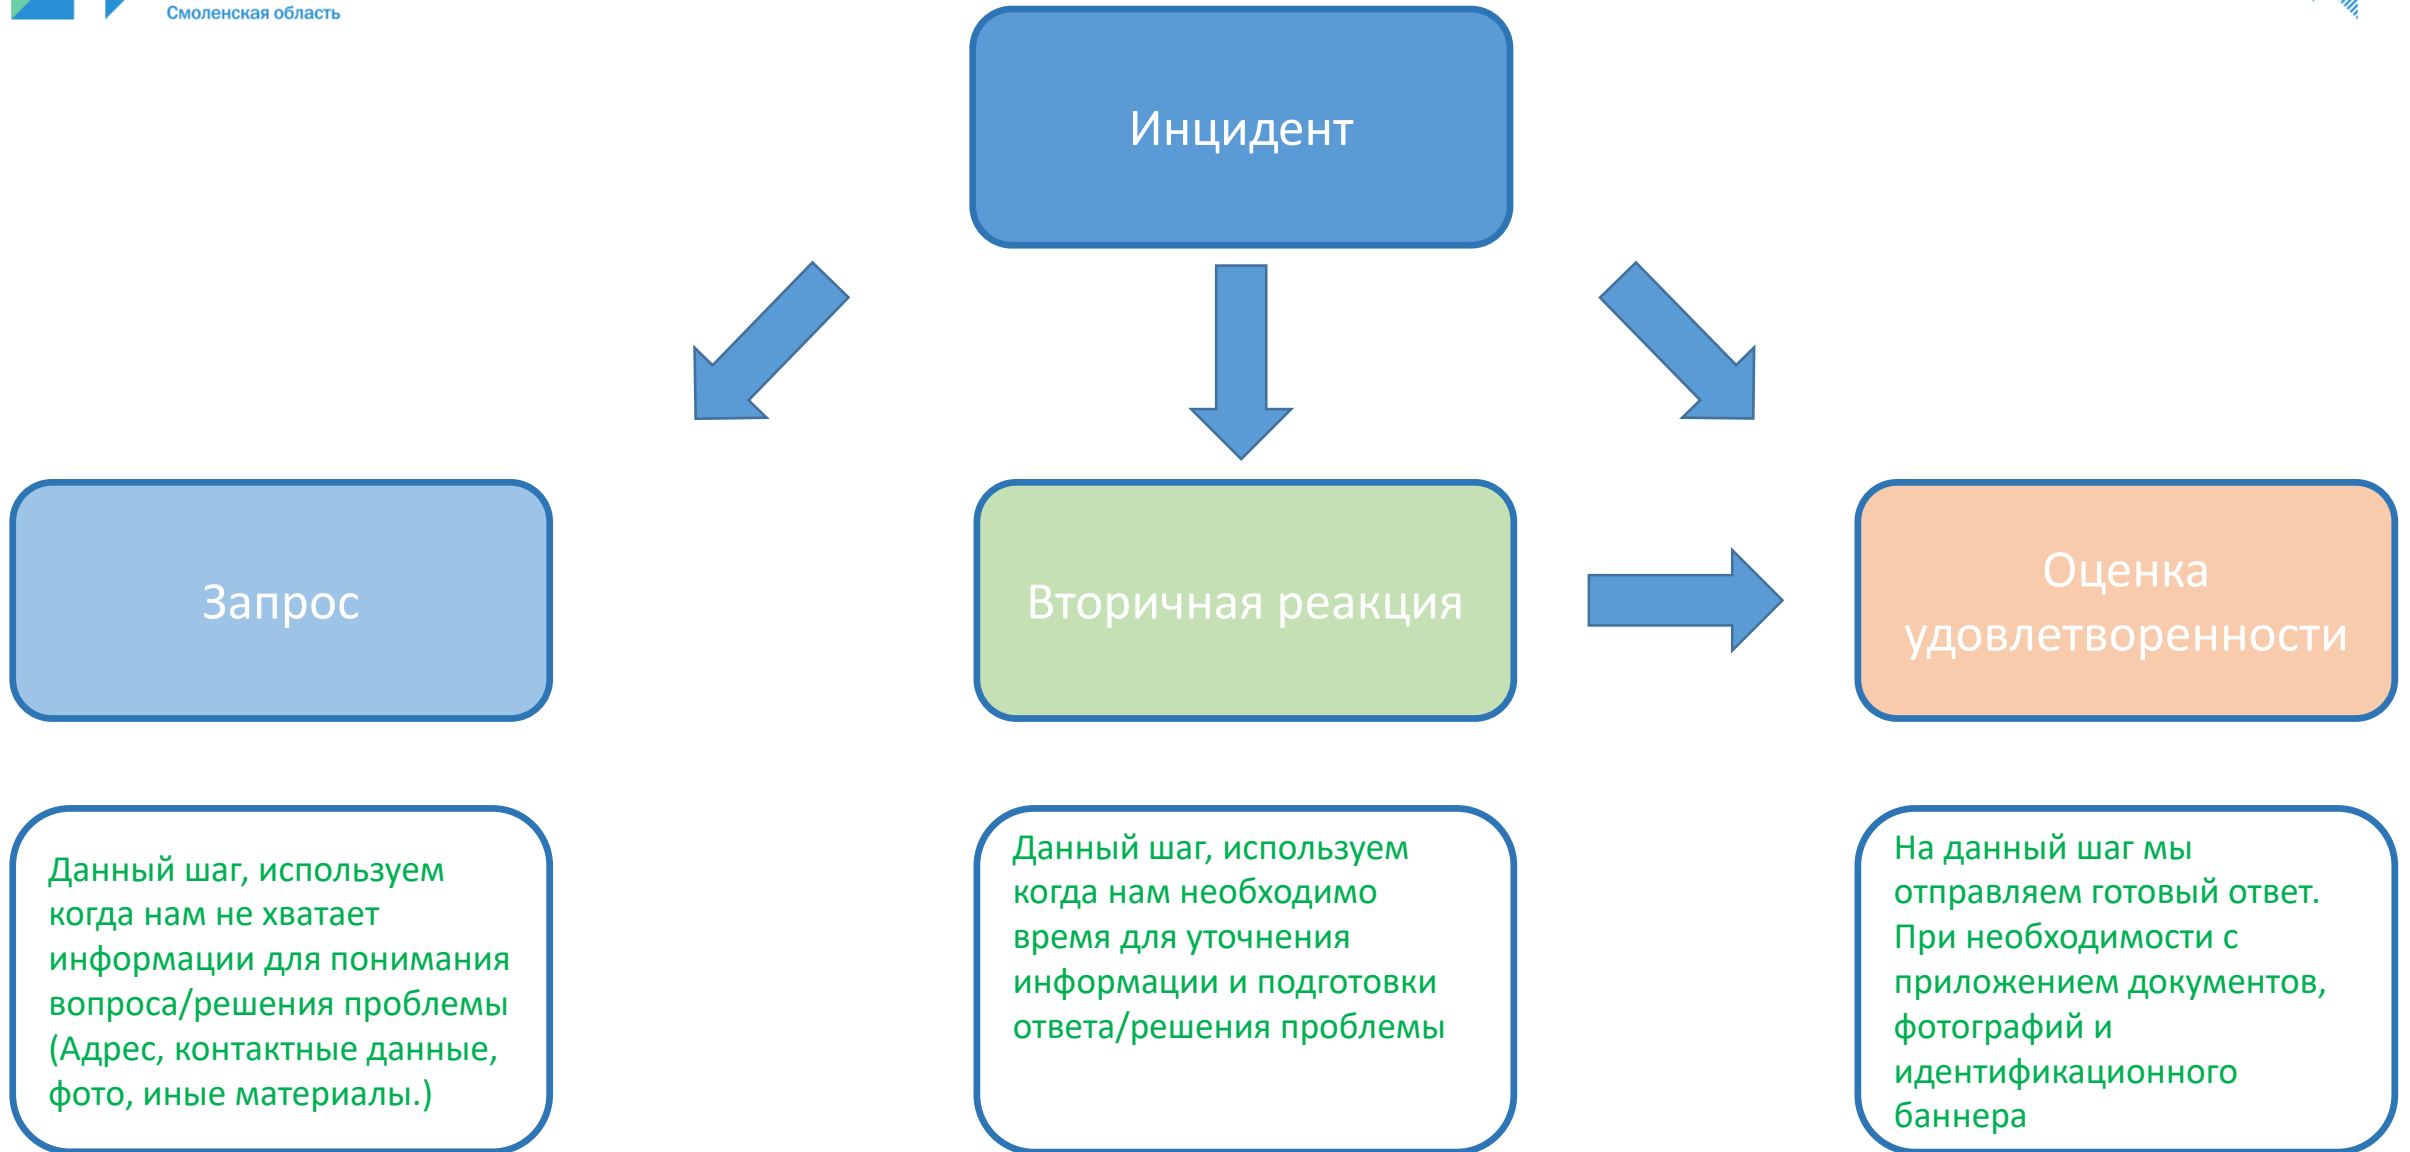 Смоленская область
Инцидент
Запрос
Вторичная реакция
Оценка
удовлетворенности
Данный шаг, используем
когда нам не хватает
информации для понимания
вопроса/решения проблемы
(Адрес, контактные данные,
фото, иные материалы.)
Данный шаг, используем
когда нам необходимо
время для уточнения
информации и подготовки
ответа/решения проблемы
На данный шаг мы
отправляем готовый ответ.
При необходимости с
приложением документов,
фотографий и
идентификационного
баннера